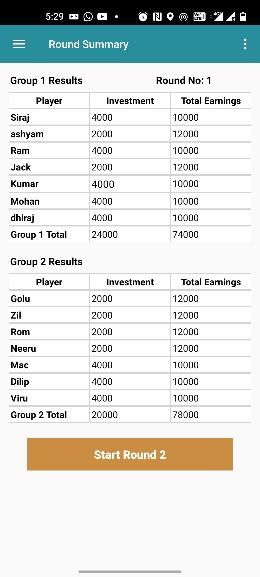 5:29
Round Summary
Group 1 Results Round No: 1
Player Investment Total Earnings
Siraj 4000 10000
ashyam 2000 12000
Ram 4000 10000
Jack 2000 12000
Kumar 4000 10000
Mohan 4000 10000
dhiraj 4000 10000
Group 1 Total 24000 74000
Group 2 Results
Player Investment Total Earnings
Golu 2000 12000
Zil 2000 12000
Rom 2000 12000
Neeru 2000 12000
Mac 4000 10000
Dilip 4000 10000
Viru 4000 10000
Group 2 Total 20000 78000
Start Round 2